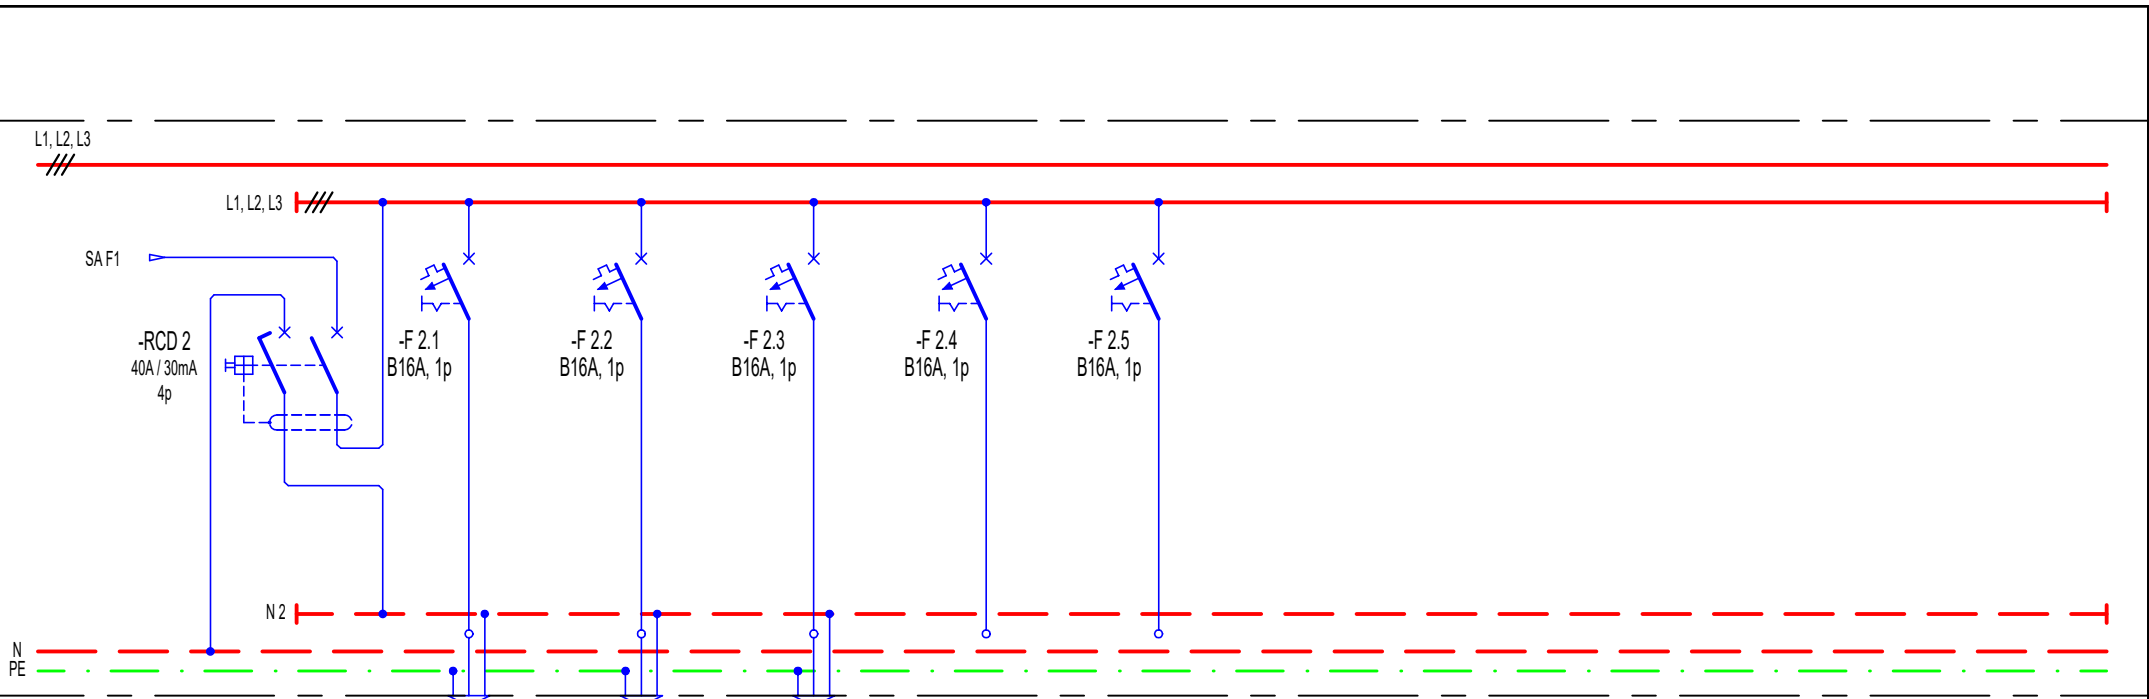 L1, L2, L3
L1, L2, L3
SA F1
-RCD 2
40A / 30mA
4p
-F 2.1
B16A, 1p
-F 2.2
B16A, 1p
-F 2.3
B16A, 1p
-F 2.4
B16A, 1p
-F 2.5
B16A, 1p
N 2
N
PE